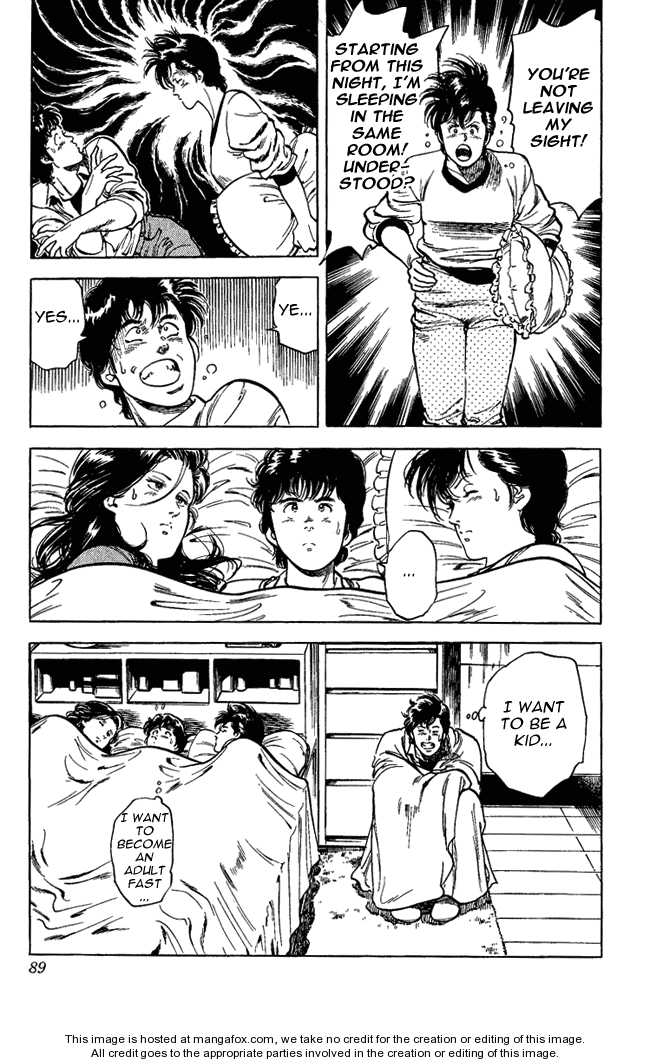 YOU'RE
NOT
LEAVING
MY
SIGHT!
STARTING
FROM THIS
NIGHT, I'M
SLEEPING
IN THE
SAME
ROOM!
UNDER-
STOOD?
YE...
YES...
...
I WANT
TO BE A
KID...
I WANT
TO
BECOME
AN
ADULT
FAST
...
89
This image is hosted at mangafox.com, we take no credit for the creation or editing of this image.
All credit goes to the appropriate parties involved in the creation or editing of this image.